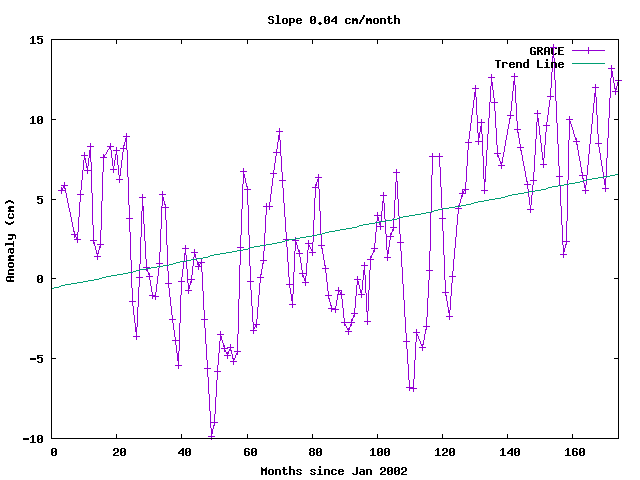 Slope 0.04 cm/month
GRACE
Trend Line
15
10
5
0
-5
-10
Anomaly (cm)
0 20 40 60 80 100 120 140 160
Months since Jan 2002